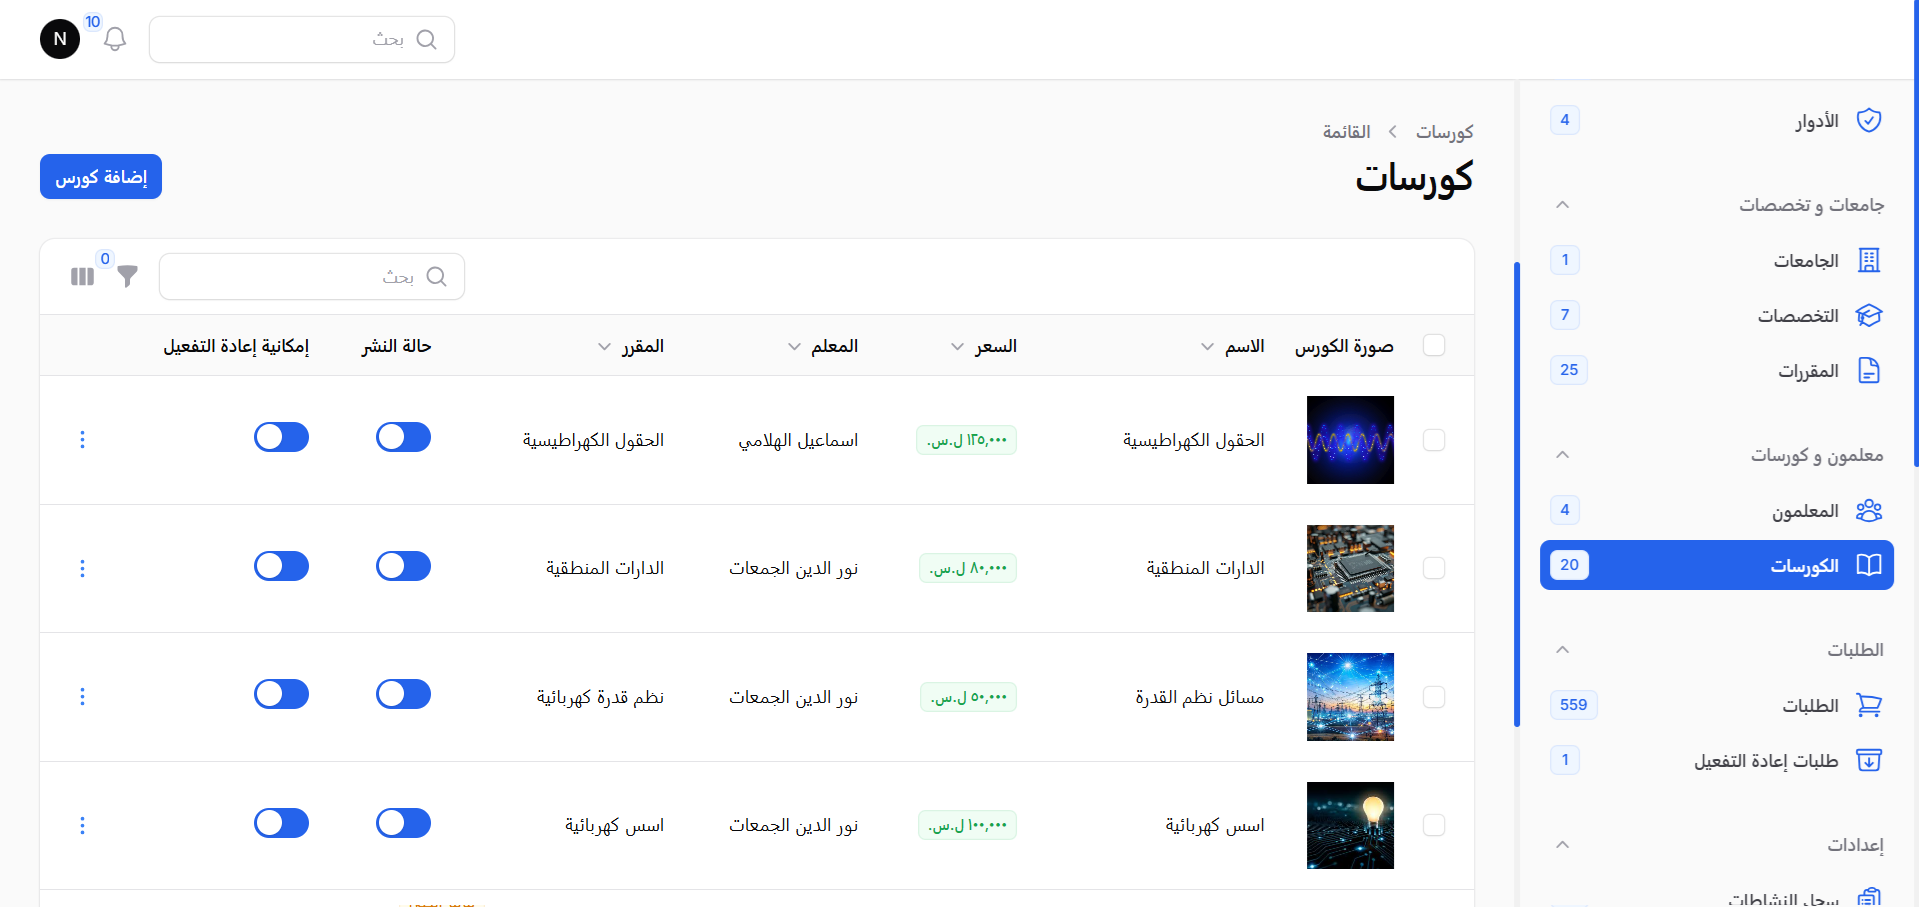 بحث
10
N
الأدوار 4
جامعات و تخصصات
الجامعات 1
التخصصات 7
المقررات 25
معلمون و كورسات
المعلمون 4
الكورسات 20
الطلبات
الطلبات 559
طلبات إعادة التفعيل 1
إعدادات
سجل النشاطات
كورسات
القائمة
كورسات
إضافة كورس
بحث
0
صورة الكورس الاسم السعر المعلم المقرر حالة النشر إمكانية إعادة التفعيل
الحقول الكهراطيسية ١٢٥,٠٠٠ ل.س. اسماعيل الهلامي الحقول الكهراطيسية
الدارات المنطقية ٨٠,٠٠٠ ل.س. نور الدين الجمعات الدارات المنطقية
مسائل نظم القدرة ٥٠,٠٠٠ ل.س. نور الدين الجمعات نظم قدرة كهربائية
اسس كهربائية ١٠٠,٠٠٠ ل.س. نور الدين الجمعات اسس كهربائية